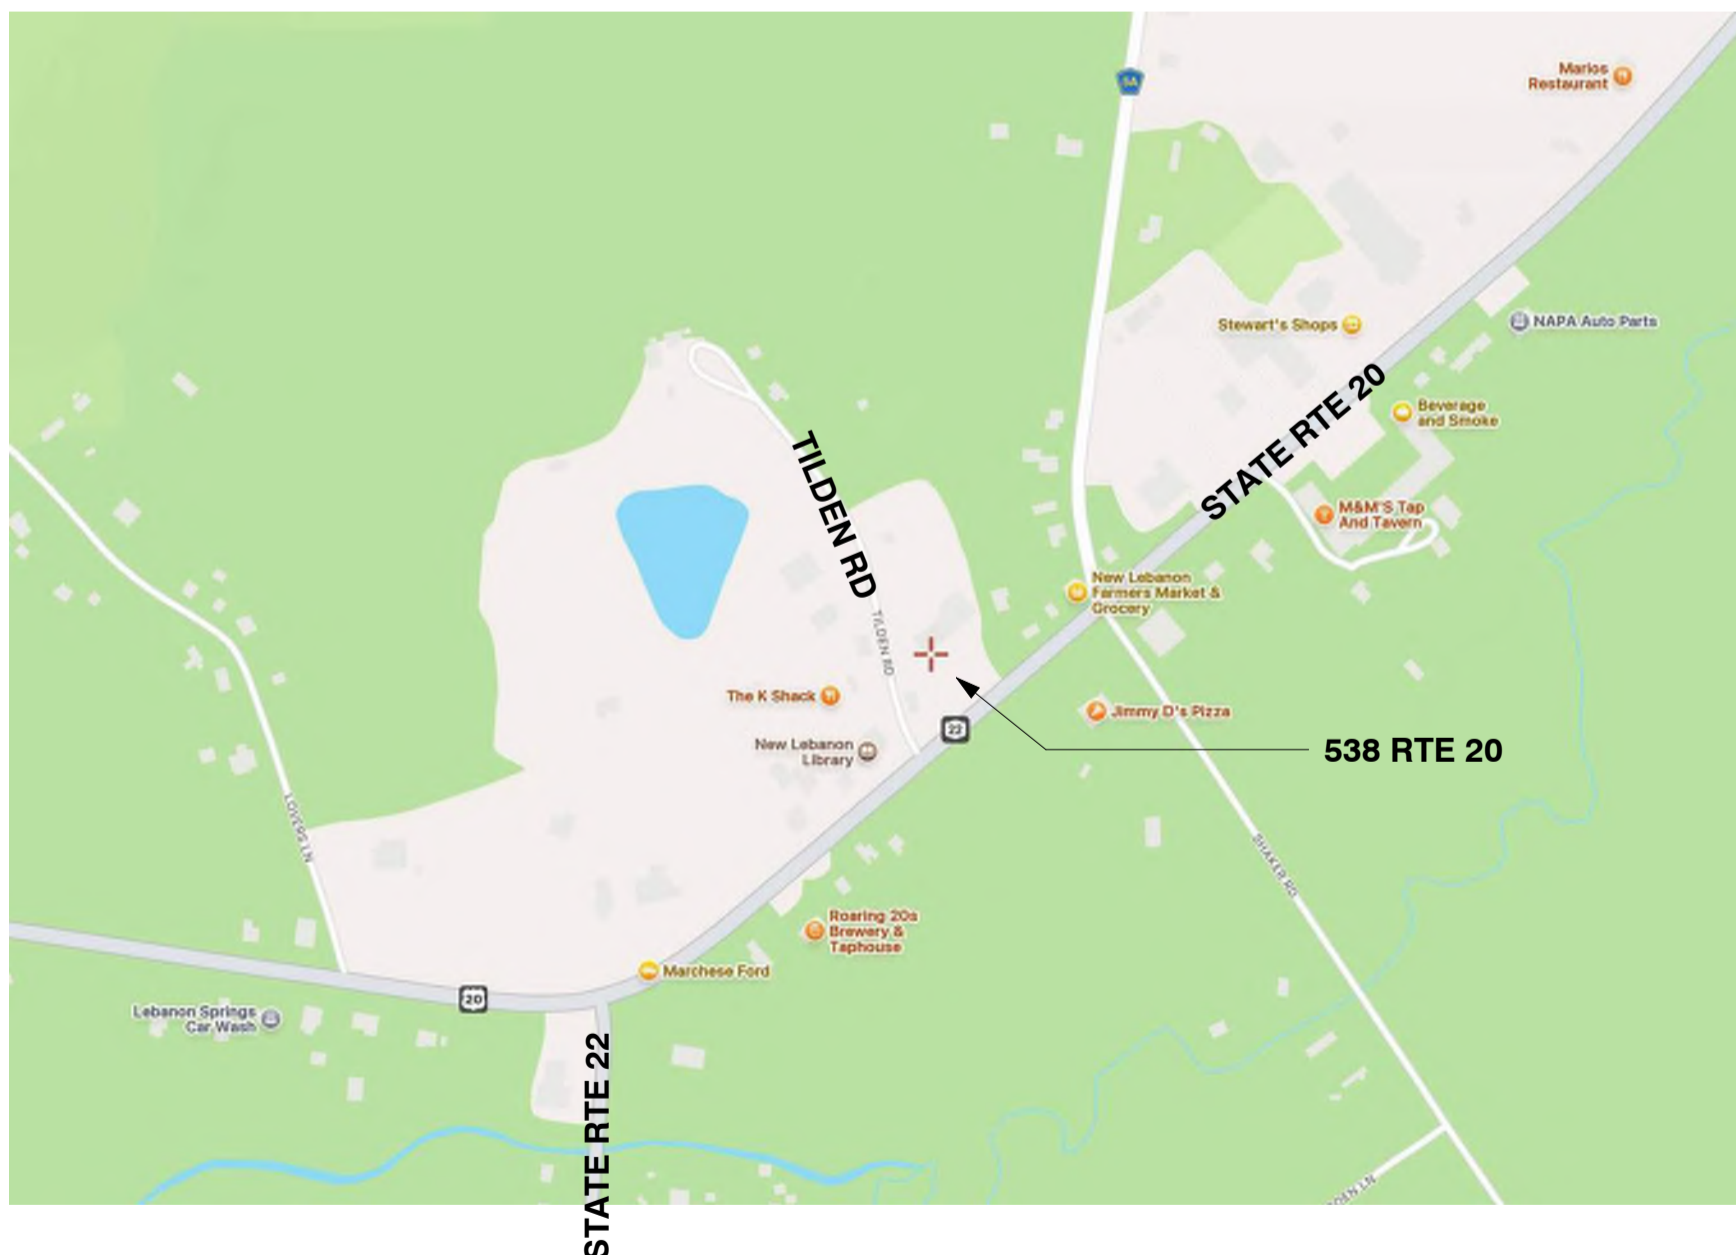 5A
Marios
Restaurant
Stewart's Shops
NAPA Auto Parts
STATE RTE 20
Beverage
and Smoke
TILDEN RD
M&M'S Tap
And Tavern
New Lebanon
Farmers Market &
Grocery
TILDEN RD
The K Shack
Jimmy D's Pizza
22
538 RTE 20
New Lebanon
Library
LOVERS LN
SHAKER RD
Roaring 20s
Brewery &
Taphouse
Marchese Ford
20
Lebanon Springs
Car Wash
STATE RTE 22